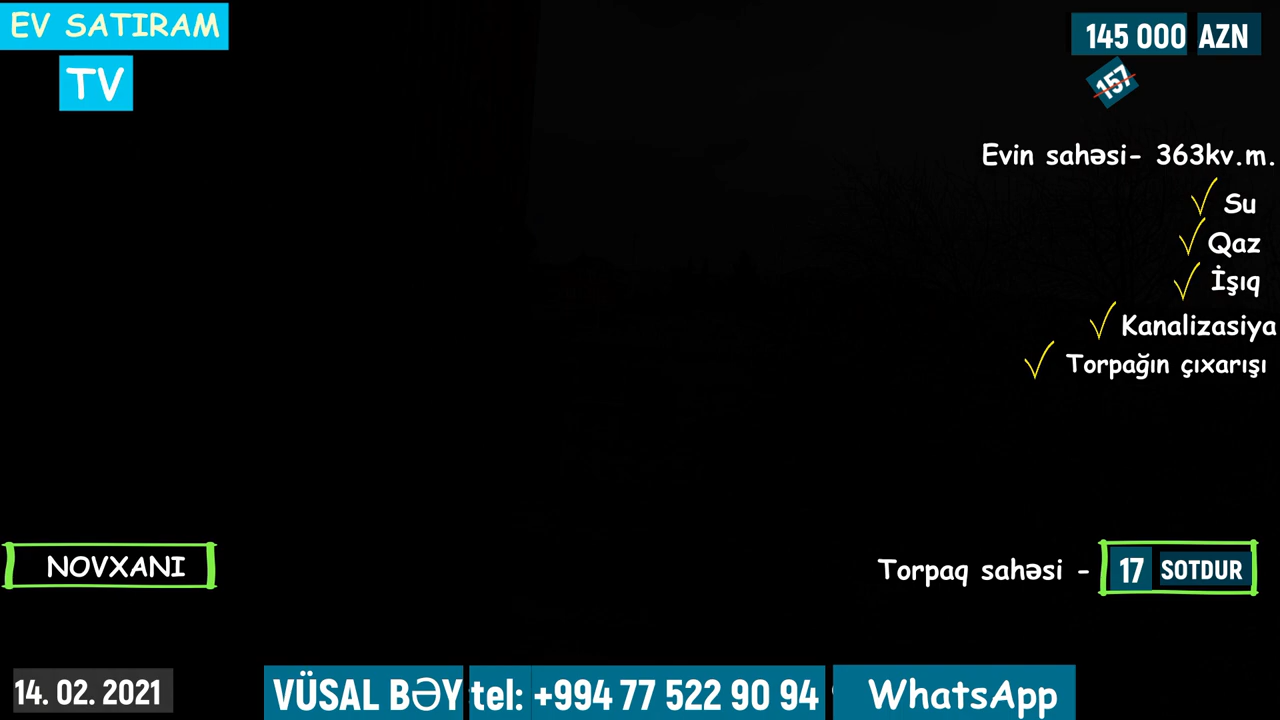 EV SATIRAM
TV
145 000 AZN
157
Evin sahəsi- 363kv.m.
Su
Qaz
İşıq
Kanalizasiya
Torpağın çıxarışı
NOVXANI
Torpaq sahəsi - 17 SOTDUR
14. 02. 2021
VÜSAL BƏY tel: +994 77 522 90 94 WhatsApp